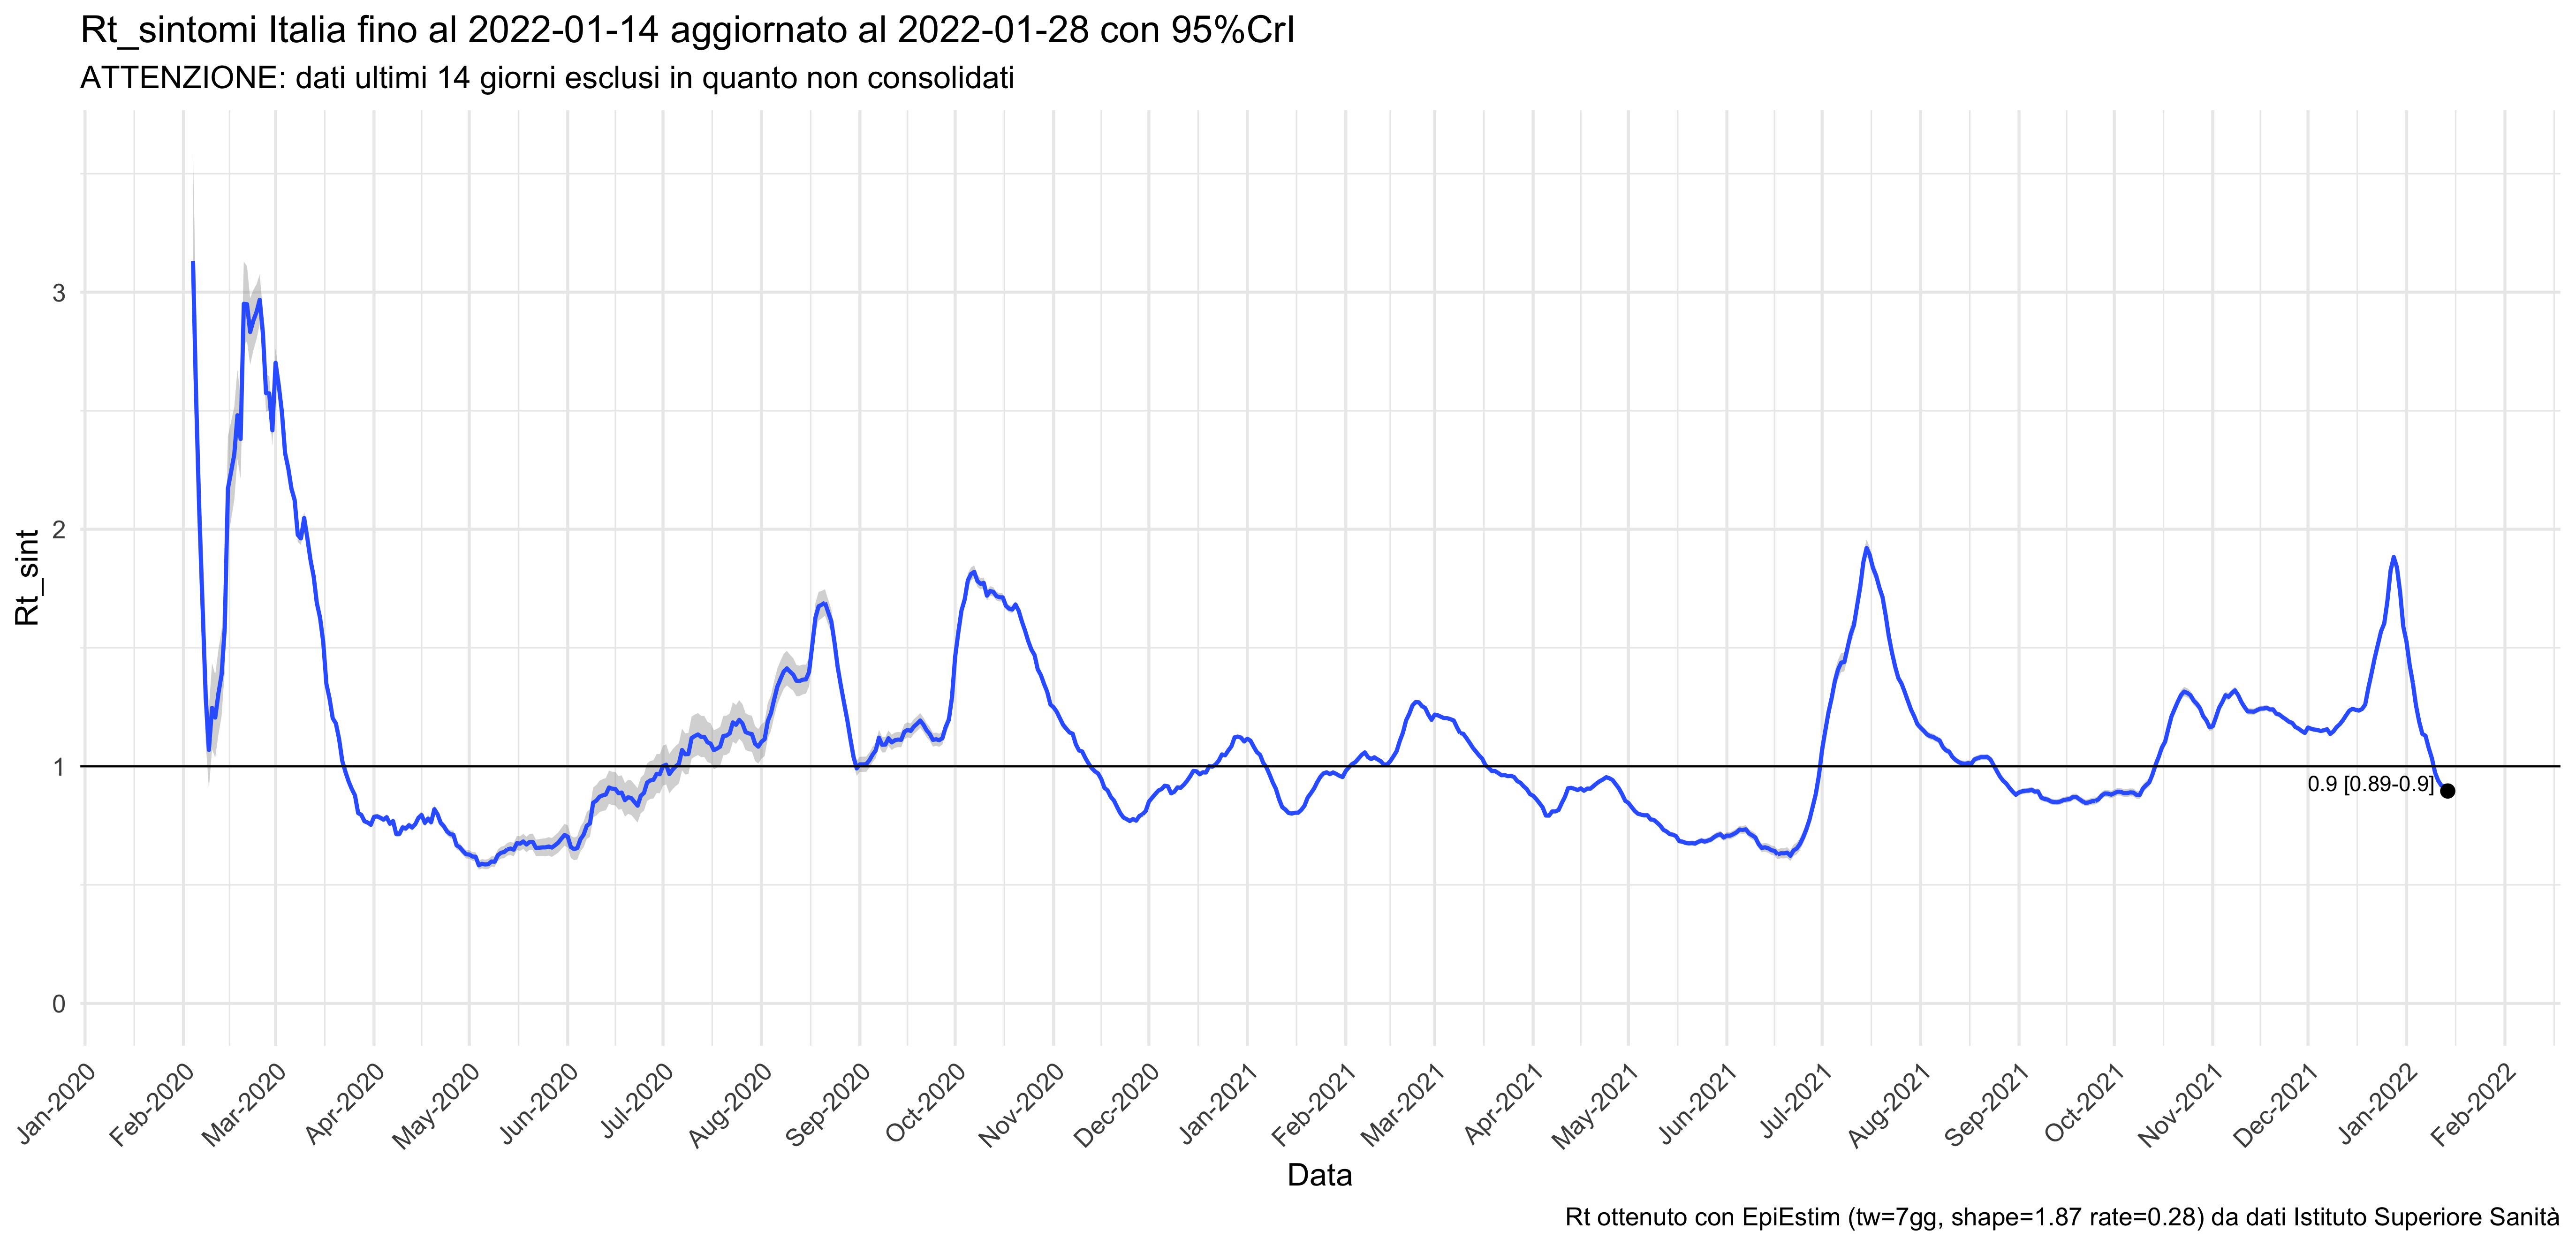 Rt_sintomi Italia fino al 2022-01-14 aggiornato al 2022-01-28 con 95%CrI
ATTENZIONE: dati ultimi 14 giorni esclusi in quanto non consolidati
Rt_sint
3
2
1
0
0.9 [0.89-0.9]
Jan-2020
Feb-2020
Mar-2020
Apr-2020
May-2020
Jun-2020
Jul-2020
Aug-2020
Sep-2020
Oct-2020
Nov-2020
Dec-2020
Jan-2021
Feb-2021
Mar-2021
Apr-2021
May-2021
Jun-2021
Jul-2021
Aug-2021
Sep-2021
Oct-2021
Nov-2021
Dec-2021
Jan-2022
Feb-2022
Data
Rt ottenuto con EpiEstim (tw=7gg, shape=1.87 rate=0.28) da dati Istituto Superiore Sanità